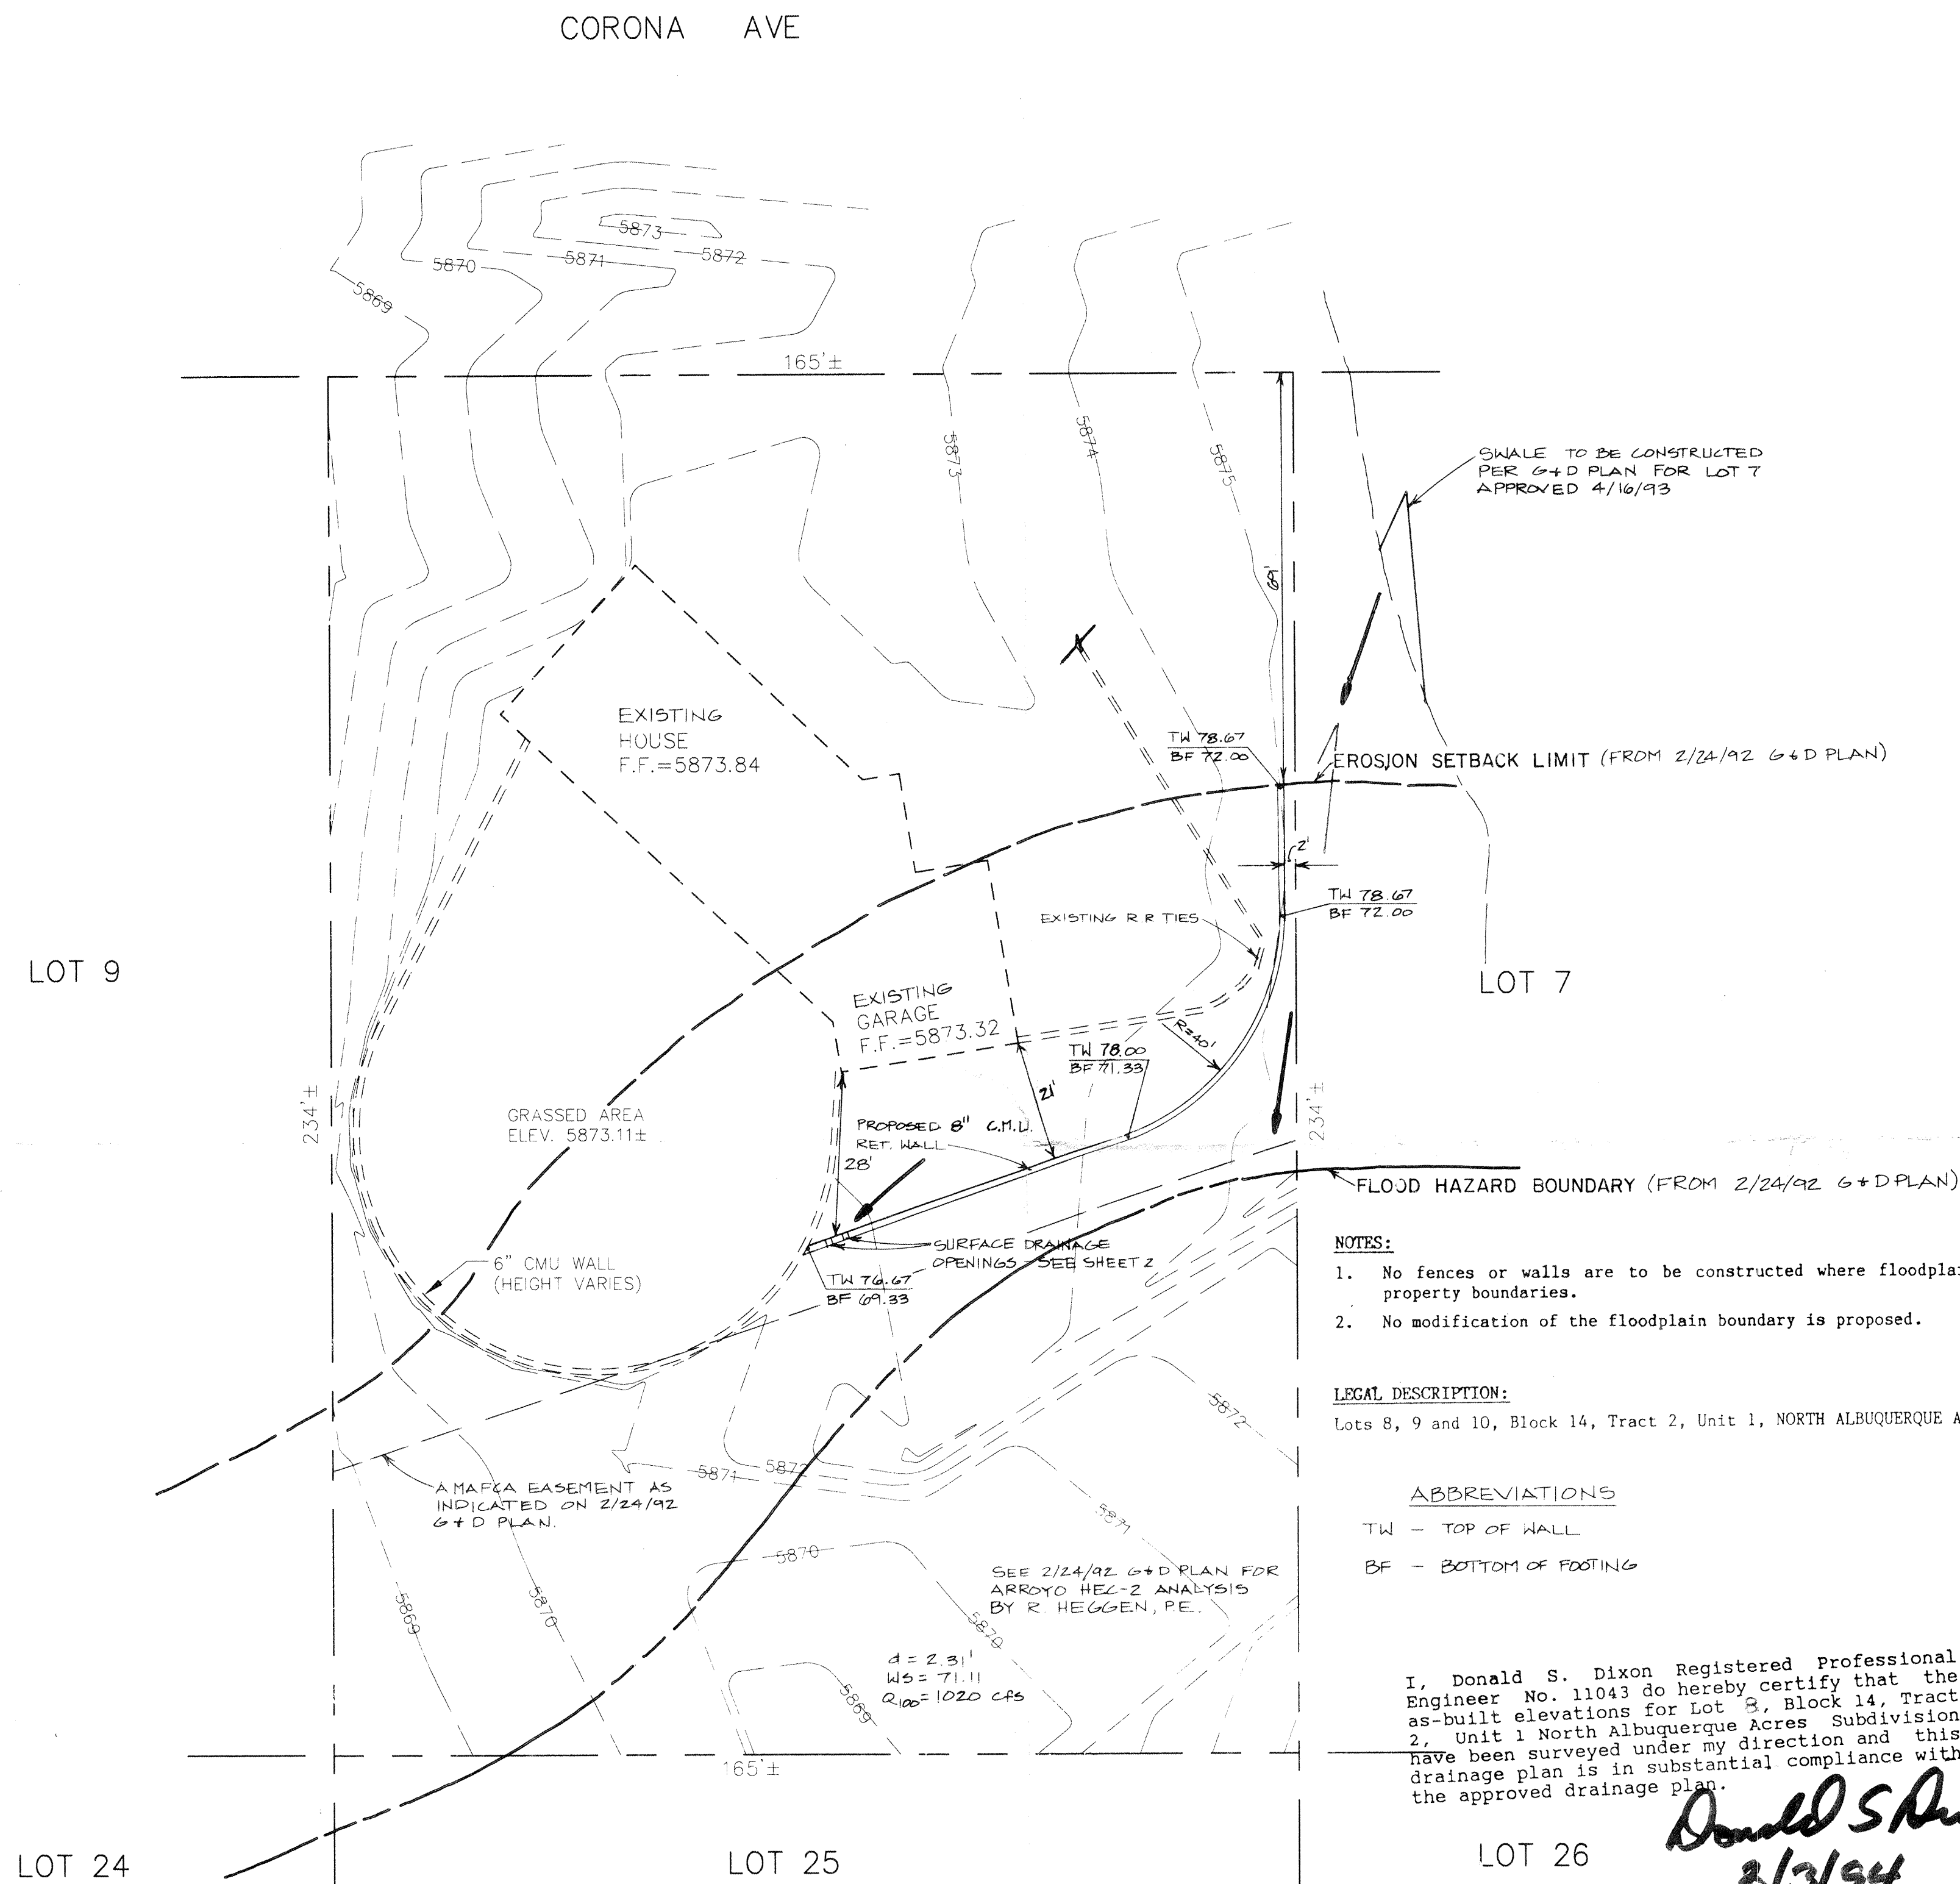 CORONA AVE
5873
5872
5871
5870
5869
165'±
5873
5874
5875
SWALE TO BE CONSTRUCTED
PER G+D PLAN FOR LOT 7
APPROVED 4/16/93
69'
EXISTING
HOUSE
F.F.=5873.84
TW 78.67
BF 72.00
EROSION SETBACK LIMIT (FROM 2/24/92 G+D PLAN)
2'
TW 78.67
BF 72.00
EXISTING R R TIES
LOT 9
LOT 7
EXISTING
GARAGE
F.F.=5873.32
R=40'
TW 78.00
BF 71.33
21'
234'±
234'±
GRASSED AREA
ELEV. 5873.11±
PROPOSED 8" C.M.U.
RET. WALL
28'
FLOOD HAZARD BOUNDARY (FROM 2/24/92 G+D PLAN)
SURFACE DRAINAGE
OPENINGS - SEE SHEET 2
6" CMU WALL
(HEIGHT VARIES)
TW 76.67
BF 69.33
NOTES:
1. No fences or walls are to be constructed where
property boundaries.
2. No modification of the floodplain boundary is proposed.
LEGAL DESCRIPTION:
Lots 8, 9 and 10, Block 14, Tract 2, Unit 1, NORTH ALBUQUERQUE A
5872
5871
5872
AMAFCA EASEMENT AS
INDICATED ON 2/24/92
G+D PLAN.
ABBREVIATIONS
TW - TOP OF WALL
BF - BOTTOM OF FOOTING
5871
5870
5869
5870
5870
5869
SEE 2/24/92 G+D PLAN FOR
ARROYO HEC-2 ANALYSIS
BY R. HEGGEN, P.E.
d = 2.31'
WS = 71.11
Q100 = 1020 cfs
I, Donald S. Dixon Registered Professional
Engineer No. 11043 do hereby certify that the
as-built elevations for Lot 8, Block 14, Tract
2, Unit 1 North Albuquerque Acres Subdivision
have been surveyed under my direction and this
drainage plan is in substantial compliance with
the approved drainage plan.
Donald S
165'±
LOT 24
LOT 25
LOT 26